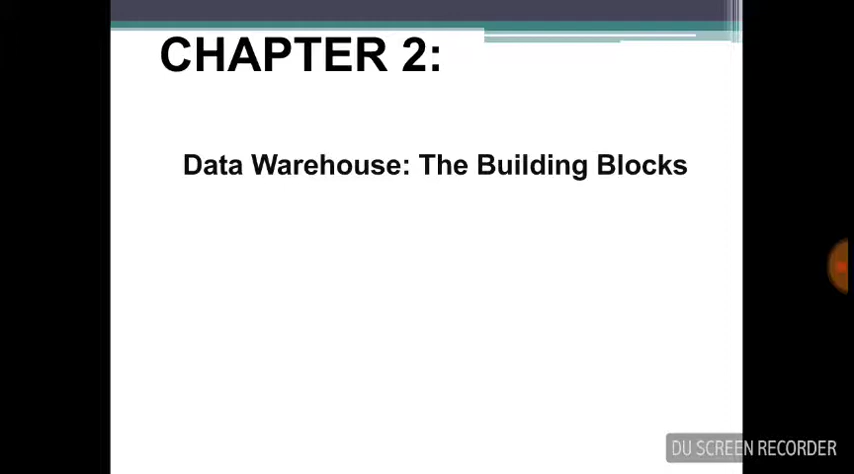 CHAPTER 2:
Data Warehouse: The Building Blocks
DU SCREEN RECORDER